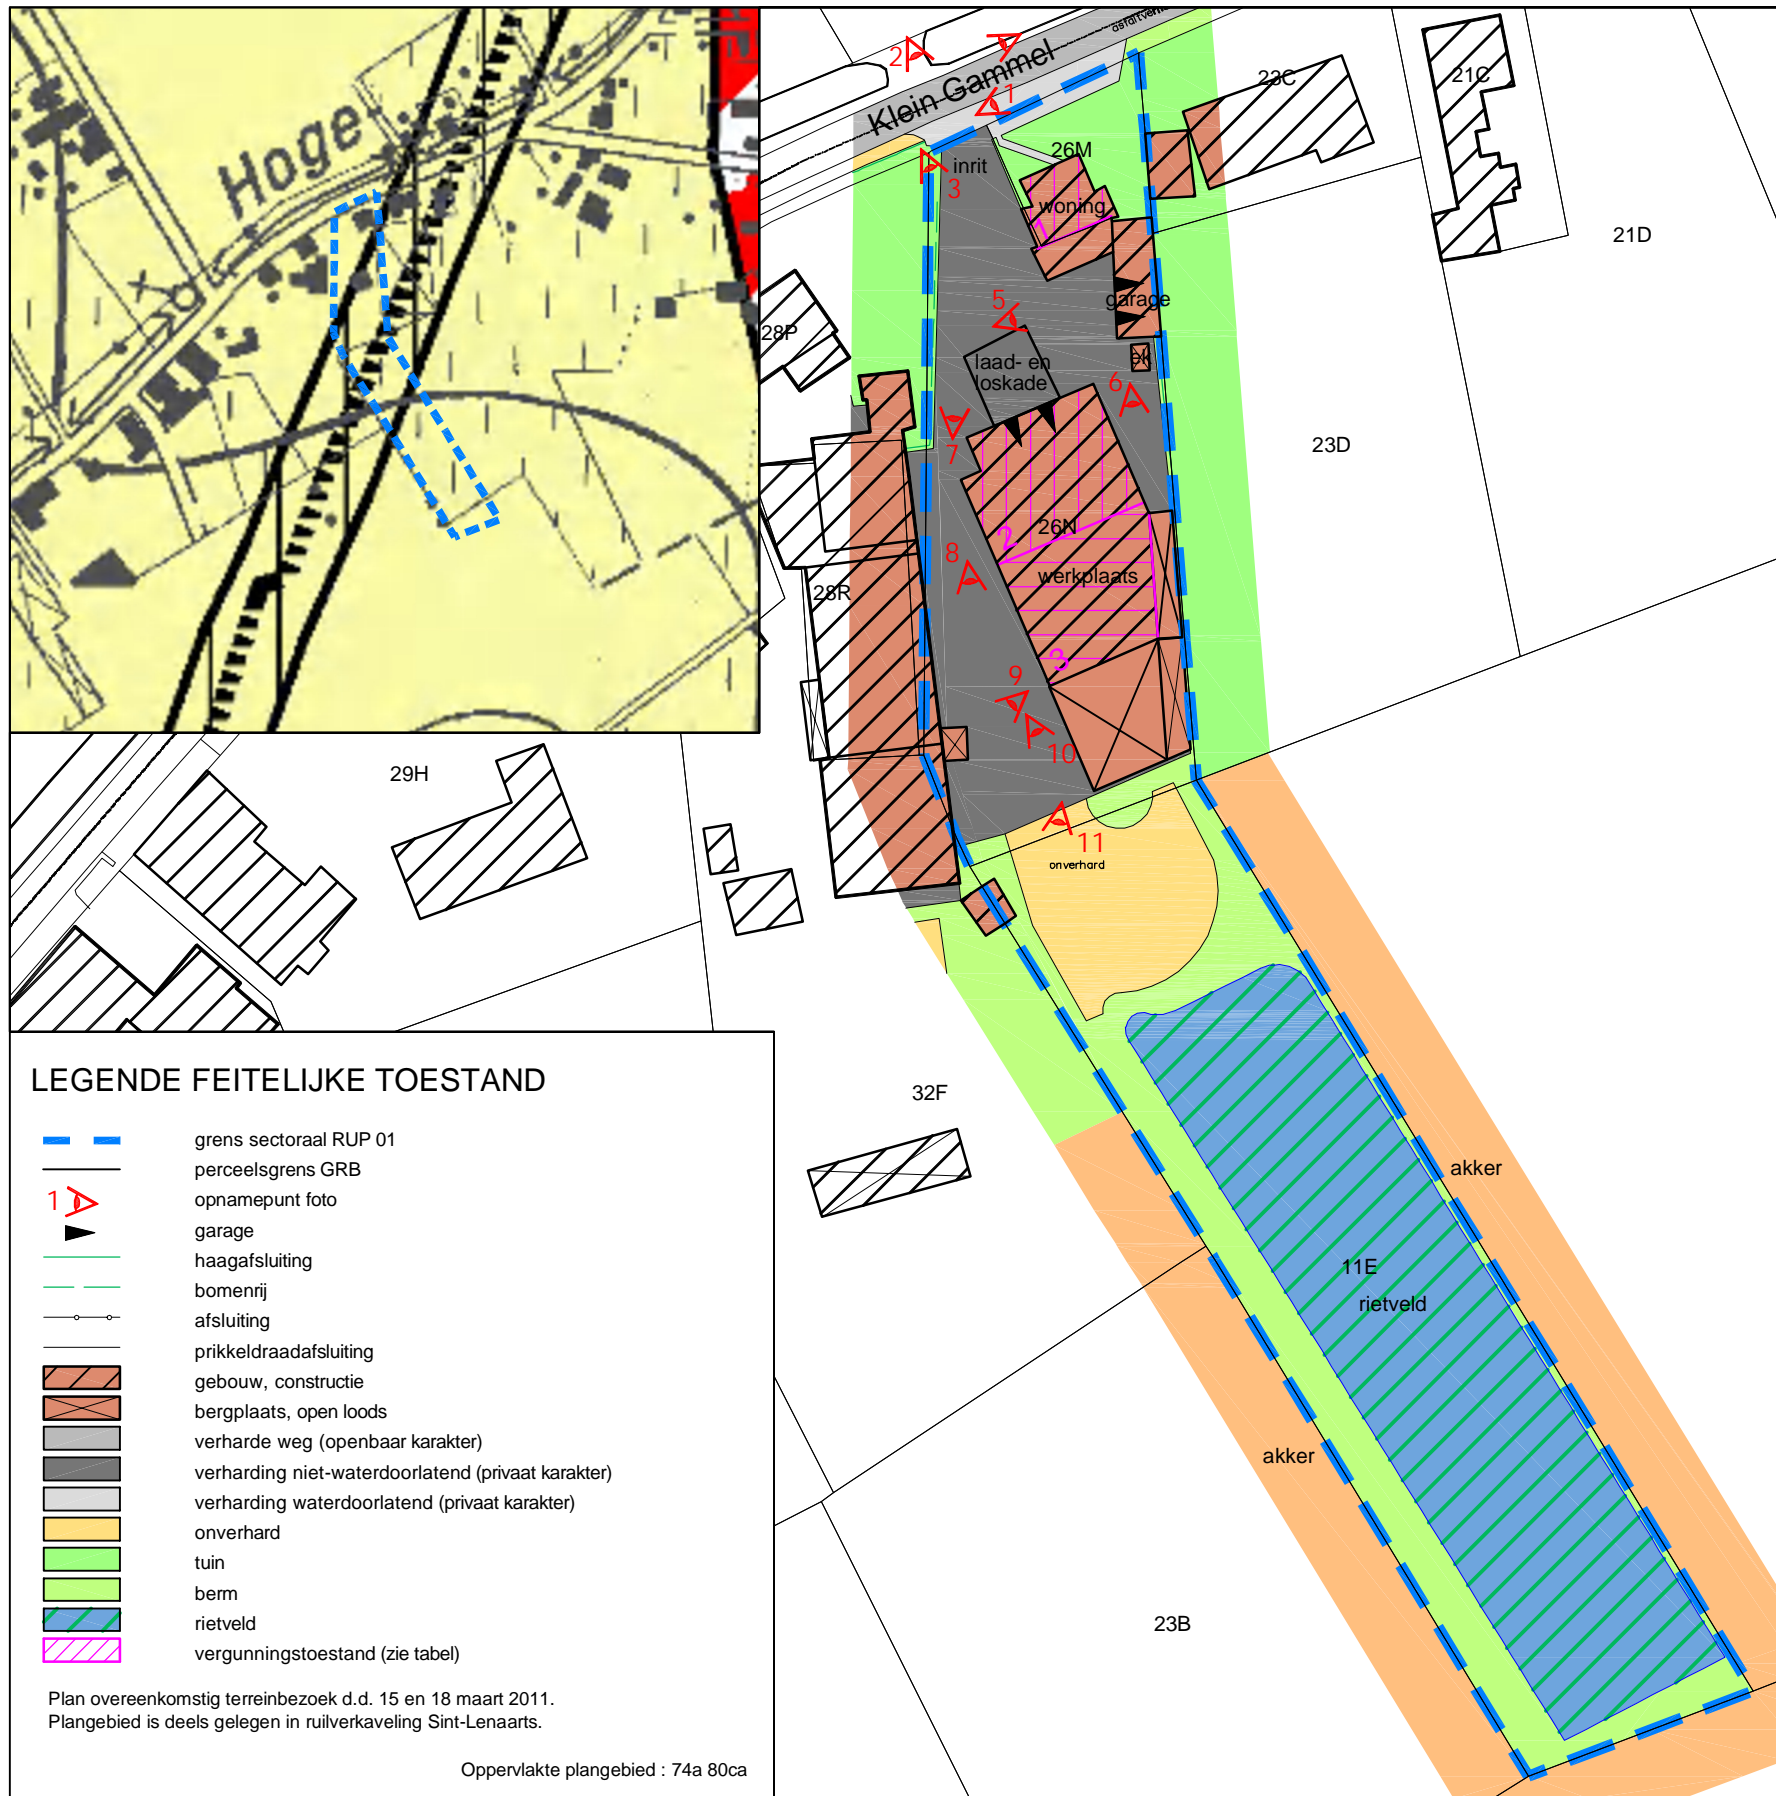 Hoge
2
asfaltverh
Klein Gammel
1
3
inrit
26M
woning
1
23C
21C
21D
5
garage
28P
laad- en
loskade
6
7
23D
26N
2
werkplaats
8
28R
3
9
10
29H
11
onverhard
32F
akker
11E
rietveld
akker
23B
LEGENDE FEITELIJKE TOESTAND
grens sectoraal RUP 01
perceelsgrens GRB
1 opnamepunt foto
garage
haagafsluiting
bomenrij
afsluiting
prikkeldraadafsluiting
gebouw, constructie
bergplaats, open loods
verharde weg (openbaar karakter)
verharding niet-waterdoorlatend (privaat karakter)
verharding waterdoorlatend (privaat karakter)
onverhard
tuin
berm
rietveld
vergunningstoestand (zie tabel)
Plan overeenkomstig terreinbezoek d.d. 15 en 18 maart 2011.
Plangebied is deels gelegen in ruilverkaveling Sint-Lenaarts.
Oppervlakte plangebied : 74a 80ca